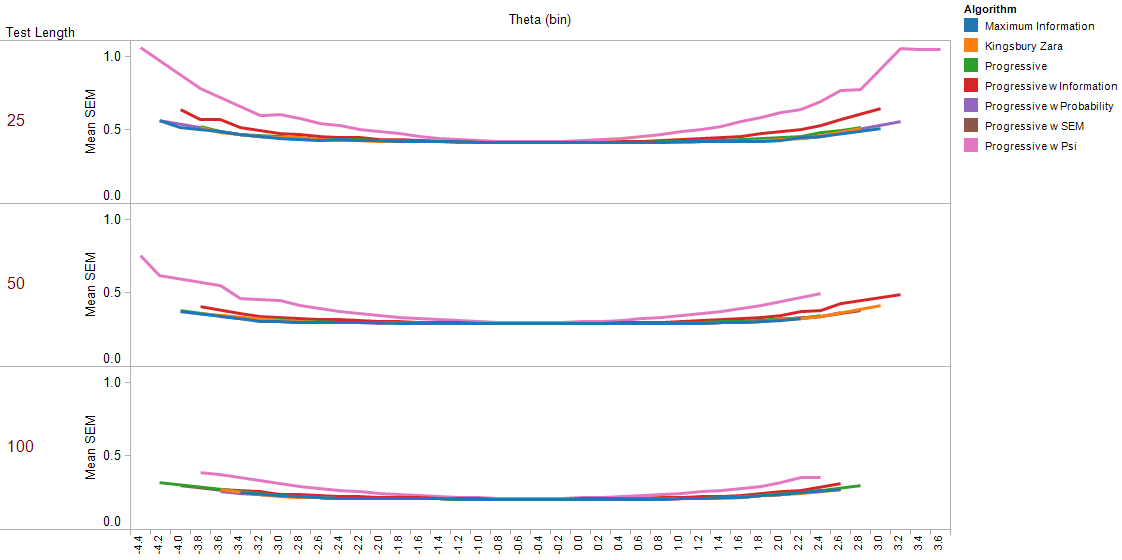 Theta (bin)
Test Length
25
Mean SEM
1.0
0.5
0.0
50
Mean SEM
1.0
0.5
0.0
100
Mean SEM
1.0
0.5
0.0
-4.4 -4.2 -4.0 -3.8 -3.6 -3.4 -3.2 -3.0 -2.8 -2.6 -2.4 -2.2 -2.0 -1.8 -1.6 -1.4 -1.2 -1.0 -0.8 -0.6 -0.4 -0.2 0.0 0.2 0.4 0.6 0.8 1.0 1.2 1.4 1.6 1.8 2.0 2.2 2.4 2.6 2.8 3.0 3.2 3.4 3.6
Algorithm
Maximum Information
Kingsbury Zara
Progressive
Progressive w Information
Progressive w Probability
Progressive w SEM
Progressive w Psi